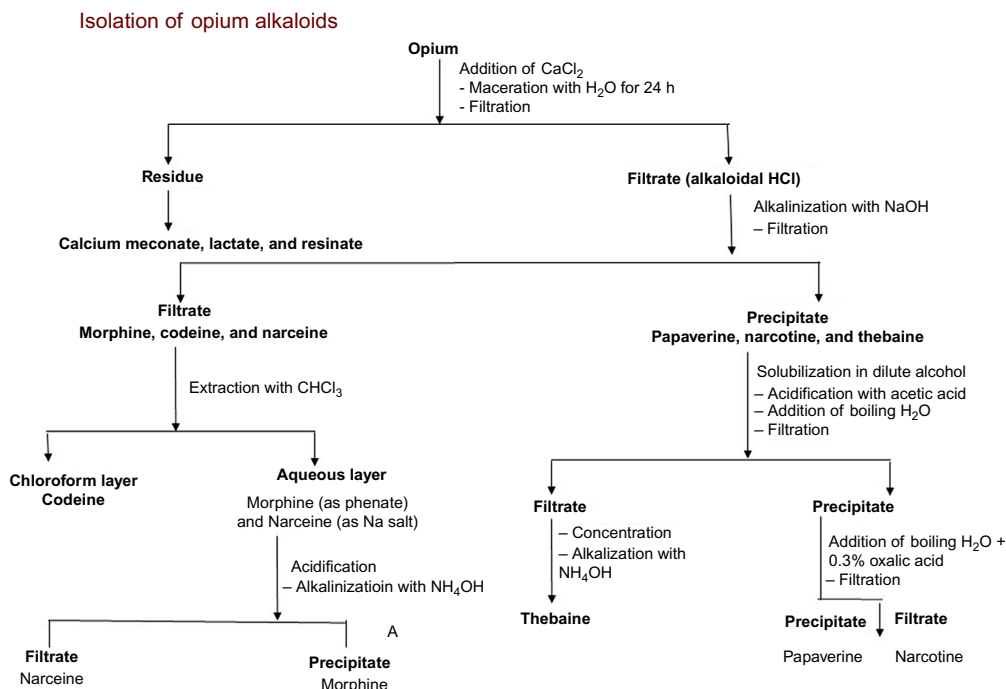 Isolation of opium alkaloids
Opium
Addition of CaCl₂
- Maceration with H₂O for 24 h
- Filtration
Residue
Filtrate (alkaloidal HCl)
Alkalinization with NaOH
– Filtration
Calcium meconate, lactate, and resinate
Filtrate
Morphine, codeine, and narceine
Precipitate
Papaverine, narcotine, and thebaine
Extraction with CHCl₃
Solubilization in dilute alcohol
– Acidification with acetic acid
– Addition of boiling H₂O
– Filtration
Chloroform layer
Codeine
Aqueous layer
Morphine (as phenate)
and Narceine (as Na salt)
Filtrate
Precipitate
– Concentration
– Alkalization with
NH₄OH
Addition of boiling H₂O +
0.3% oxalic acid
– Filtration
Acidification
– Alkalinizatioin with NH₄OH
Thebaine
Precipitate
Filtrate
Papaverine
Narcotine
A
Filtrate
Narceine
Precipitate
Morphine